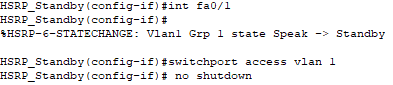 HSRP_Standby(config-if)#int fa0/1
HSRP_Standby(config-if)#
%HSRP-6-STATECHANGE: Vlan1 Grp 1 state Speak -> Standby
HSRP_Standby(config-if)#switchport access vlan 1
HSRP_Standby(config-if)# no shutdown